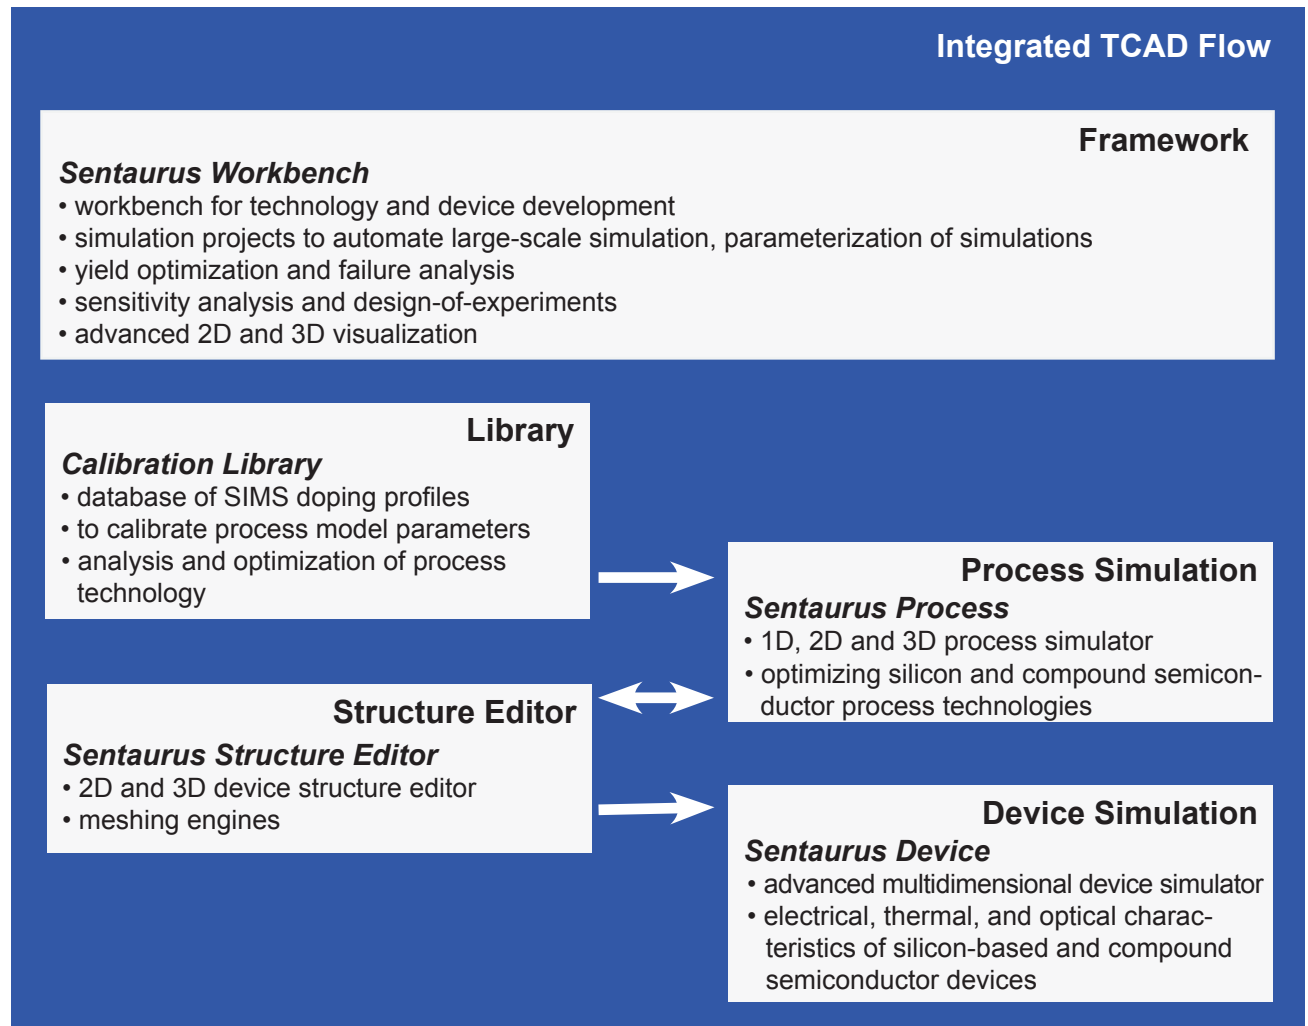 Integrated TCAD Flow
Framework
Sentaurus Workbench
• workbench for technology and device development
• simulation projects to automate large-scale simulation, parameterization of simulations
• yield optimization and failure analysis
• sensitivity analysis and design-of-experiments
• advanced 2D and 3D visualization
Library
Calibration Library
• database of SIMS doping profiles
• to calibrate process model parameters
• analysis and optimization of process
technology
Process Simulation
Sentaurus Process
• 1D, 2D and 3D process simulator
• optimizing silicon and compound semicon-
ductor process technologies
Structure Editor
Sentaurus Structure Editor
• 2D and 3D device structure editor
• meshing engines
Device Simulation
Sentaurus Device
• advanced multidimensional device simulator
• electrical, thermal, and optical charac-
teristics of silicon-based and compound
semiconductor devices